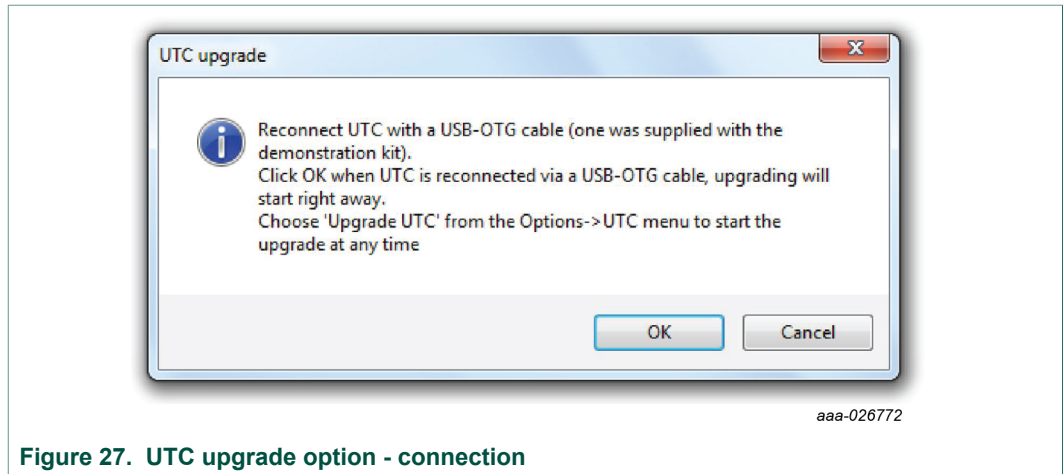 UTC upgrade
Reconnect UTC with a USB-OTG cable (one was supplied with the
demonstration kit).
Click OK when UTC is reconnected via a USB-OTG cable, upgrading will
start right away.
Choose 'Upgrade UTC' from the Options->UTC menu to start the
upgrade at any time
OK
Cancel
aaa-026772
Figure 27. UTC upgrade option - connection